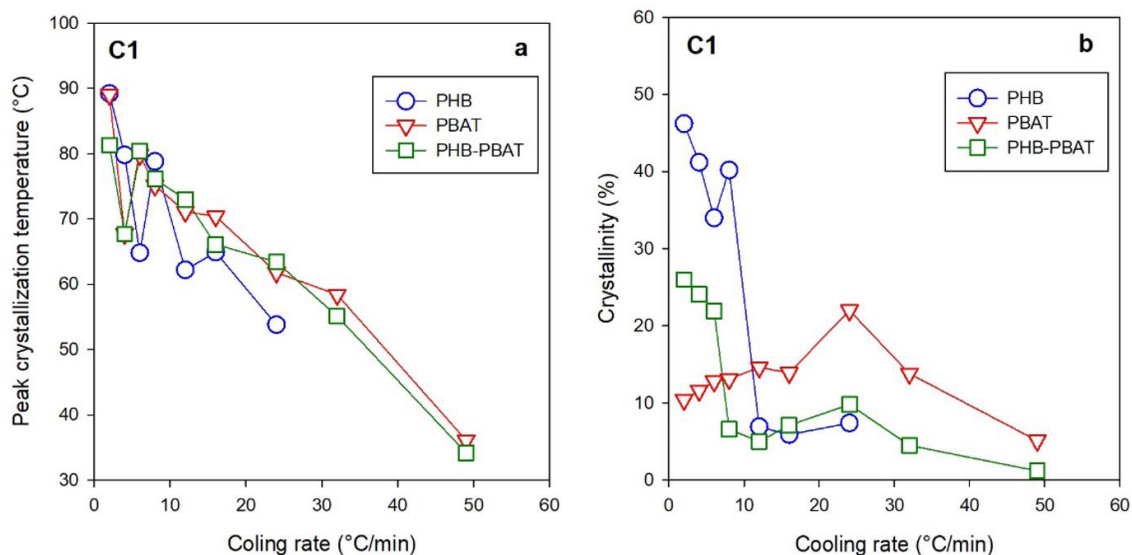 C1
a
PHB
PBAT
PHB-PBAT
Peak crystallization temperature (°C)
100
90
80
70
60
50
40
30
0
10
20
30
40
50
60
Coling rate (°C/min)
C1
b
PHB
PBAT
PHB-PBAT
Crystallinity (%)
60
50
40
30
20
10
0
0
10
20
30
40
50
60
Cooling rate (°C/min)